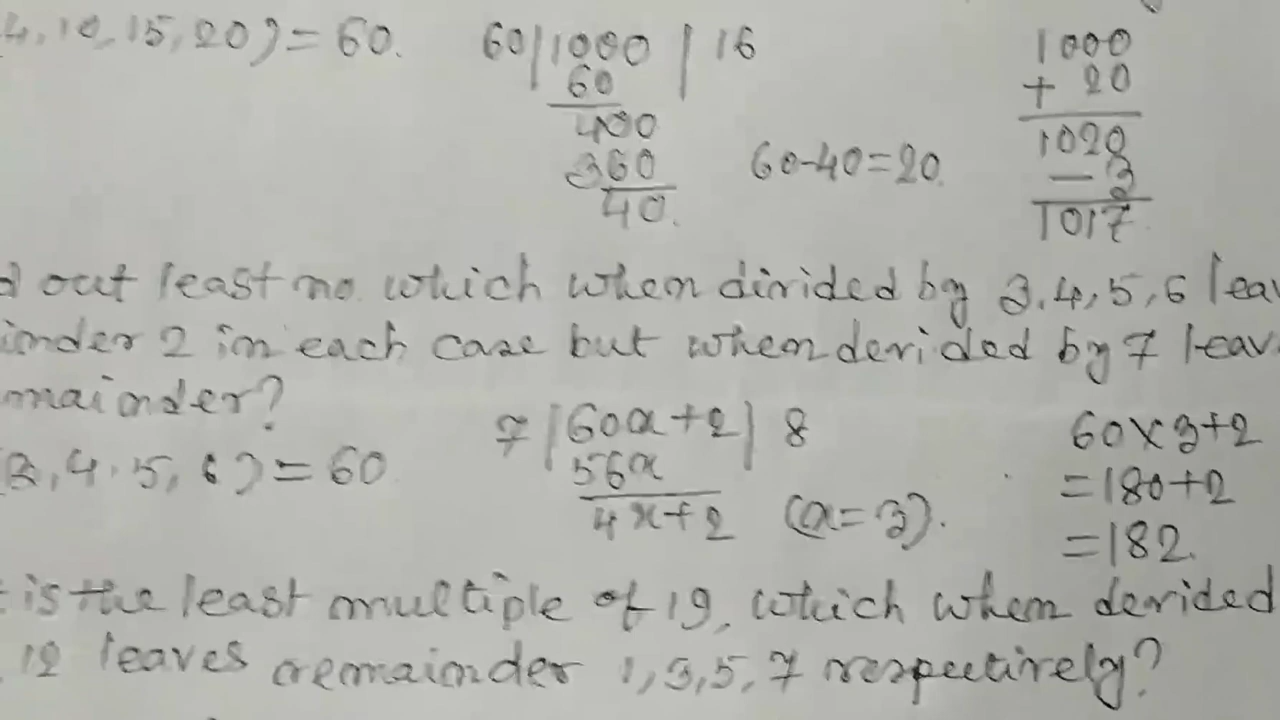 4, 10, 15, 20) = 60. 60 | 1000 | 16 1000
60 + 20
400 1020
360 60-40=20. - 3
40. 1017
d out least no. which when divided by 3, 4, 5, 6 leav
inder 2 in each case but when derided by 7 leav
mainder?
7 | 60x+2 | 8 60×3+2
3, 4, 5, 6) = 60 56x =180+2
4x+2 (x=3). =182.
t is the least multiple of 19, which when derided
12 leaves remainder 1, 3, 5, 7 respectively?